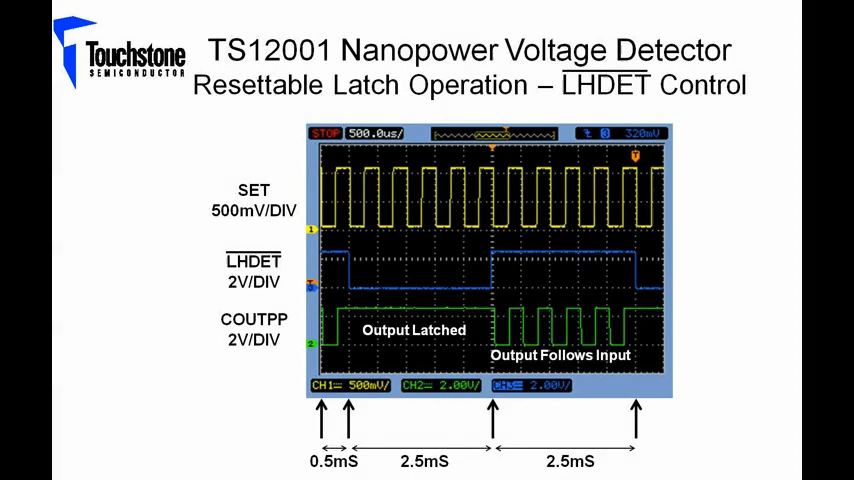 Touchstone
SEMICONDUCTOR
TS12001 Nanopower Voltage Detector
Resettable Latch Operation – LHDET Control
STOP 500.0us/ 320mV
T
SET
500mV/DIV
1
LHDET
2V/DIV
COUTPP
2V/DIV
2
Output Latched
Output Follows Input
CH1 500mV/ CH2 2.00V/ CH3 2.00V/
0.5mS 2.5mS 2.5mS